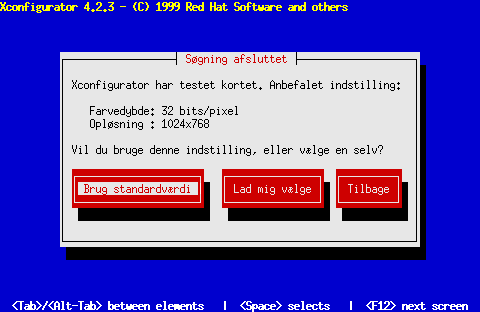 Xconfigurator 4.2.3 - (C) 1999 Red Hat Software and others
Søgning afsluttet
Xconfigurator har testet kortet. Anbefalet indstilling:
Farvedybde: 32 bits/pixel
Opløsning : 1024x768
Vil du bruge denne indstilling, eller vælge en selv?
Brug standardværdi Lad mig vælge Tilbage
<Tab>/<Alt-Tab> between elements | <Space> selects | <F12> next screen